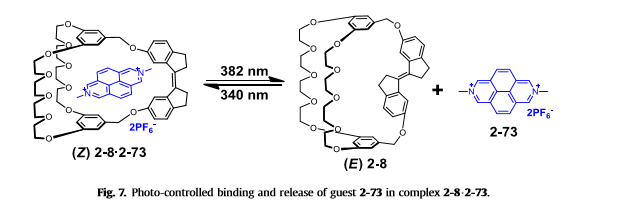 382 nm
340 nm
+
2PF6-
2PF6-
2-73
(Z) 2-8·2-73
(E) 2-8
Fig. 7. Photo-controlled binding and release of guest 2-73 in complex 2-8·2-73.